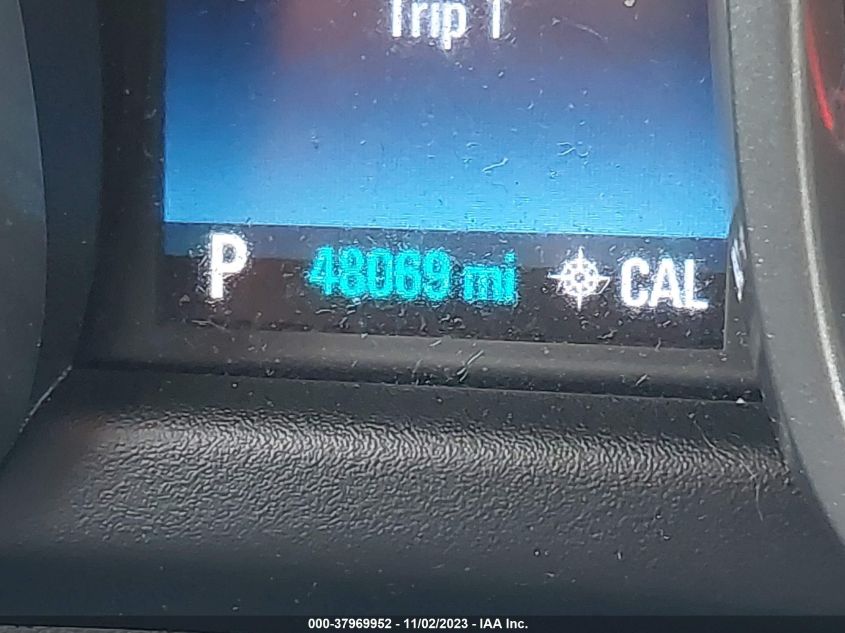 Trip 1
P 48069 mi CAL
000-37969952 - 11/02/2023 - IAA Inc.